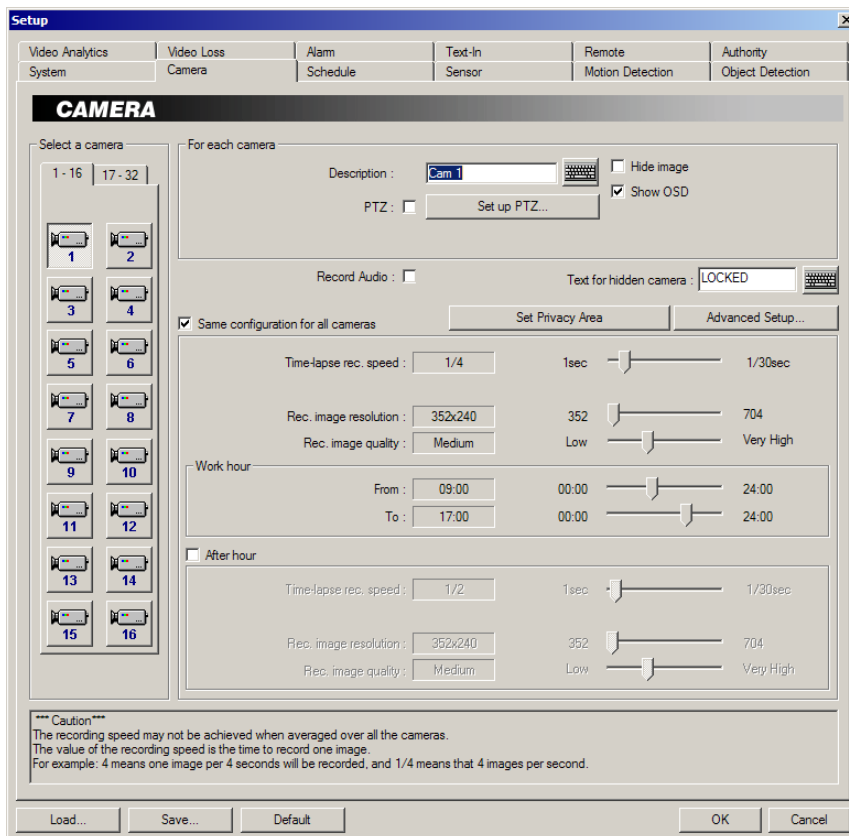 Setup
Video Analytics Video Loss Alarm Text-In Remote Authority
System Camera Schedule Sensor Motion Detection Object Detection
CAMERA
Select a camera
1 - 16 17 - 32
1 2
3 4
5 6
7 8
9 10
11 12
13 14
15 16
For each camera
Description : Cam 1 Hide image
Show OSD
PTZ : Set up PTZ...
Record Audio : Text for hidden camera : LOCKED
Same configuration for all cameras Set Privacy Area Advanced Setup...
Time-lapse rec. speed : 1/4 1sec 1/30sec
Rec. image resolution : 352x240 352 704
Rec. image quality : Medium Low Very High
Work hour
From : 09:00 00:00 24:00
To : 17:00 00:00 24:00
After hour
Time-lapse rec. speed : 1/2 1sec 1/30sec
Rec. image resolution : 352x240 352 704
Rec. image quality : Medium Low Very High
*** Caution***
The recording speed may not be achieved when averaged over all the cameras.
The value of the recording speed is the time to record one image.
For example: 4 means one image per 4 seconds will be recorded, and 1/4 means that 4 images per second.
Load... Save... Default OK Cancel